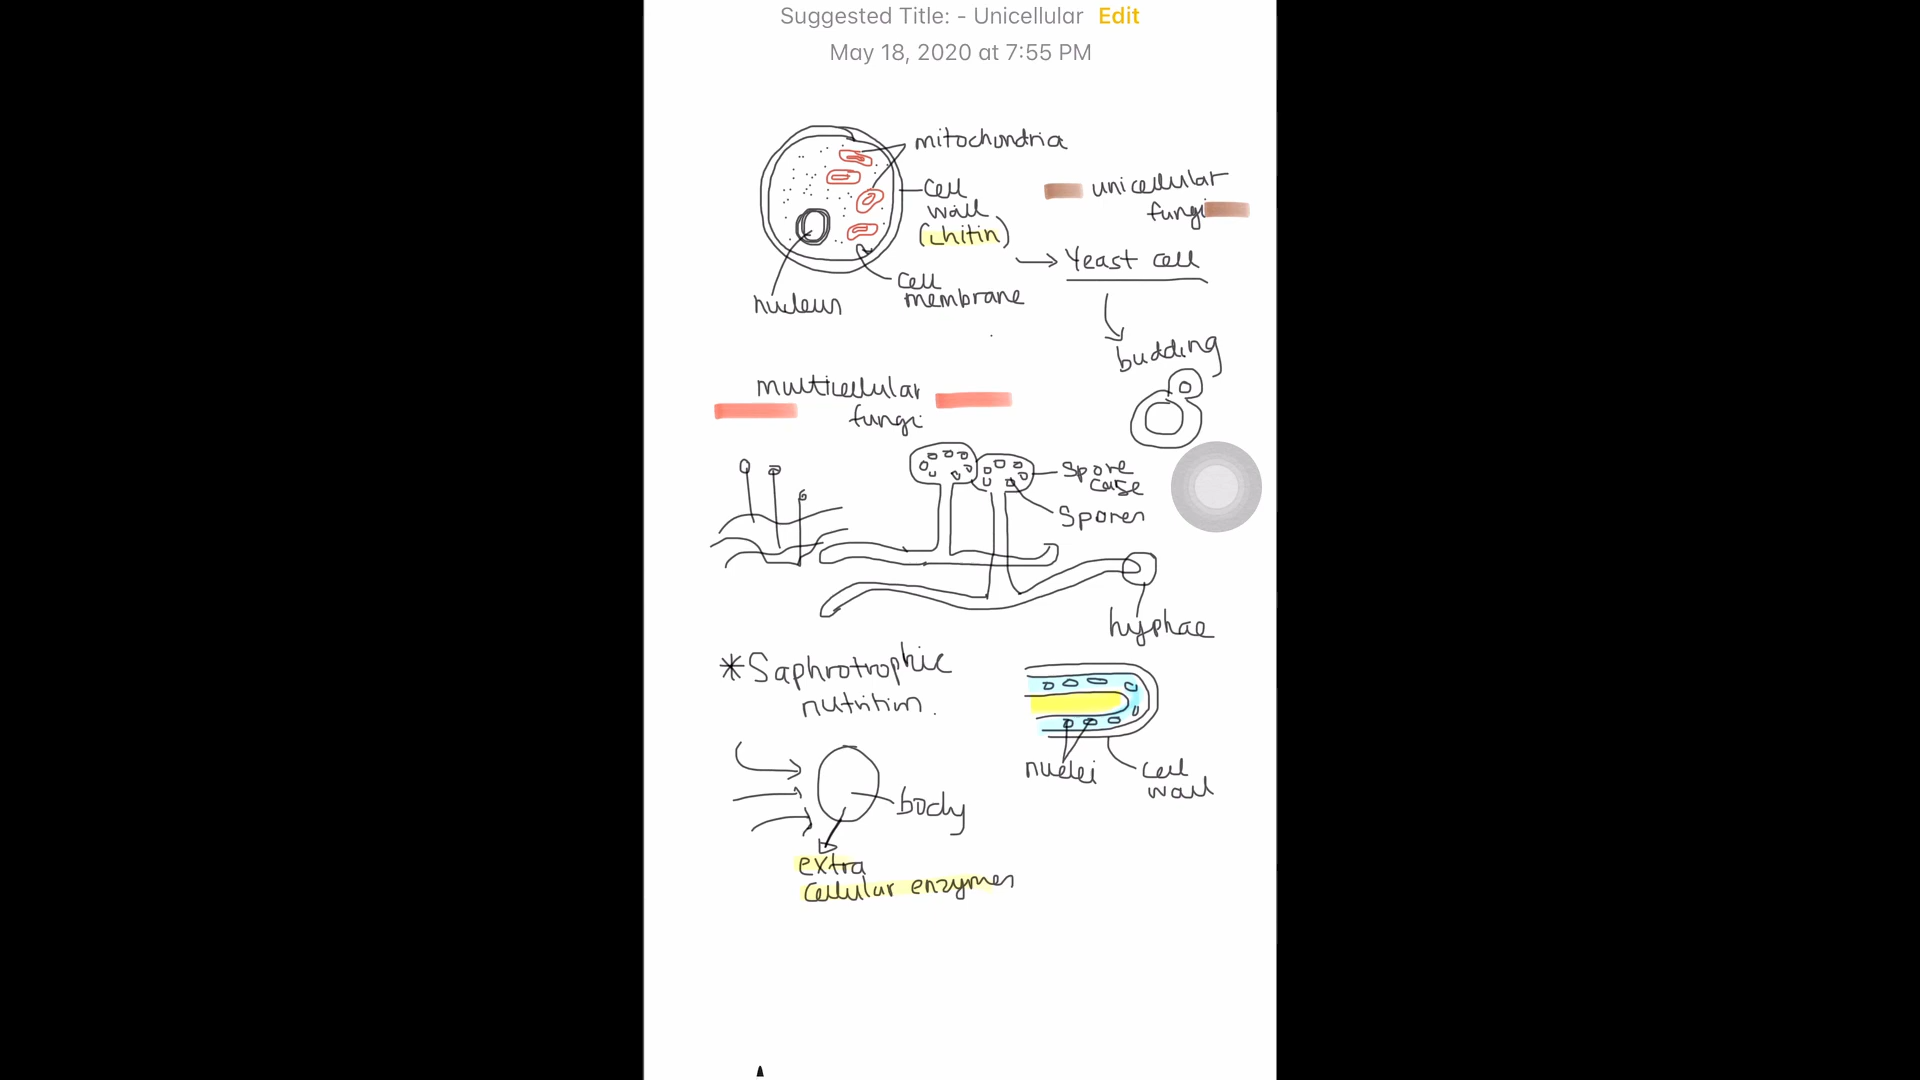 Suggested Title: - Unicellular Edit
May 18, 2020 at 7:55 PM
mitochondria
cell
wall
(chitin)
unicellular
fungi
Yeast cell
cell
membrane
nucleus
budding
multicellular
fungi
spore
case
spores
hyphae
*Saphrotrophic
nutrition.
nuclei
cell
wall
body
extra
cellular enzymes